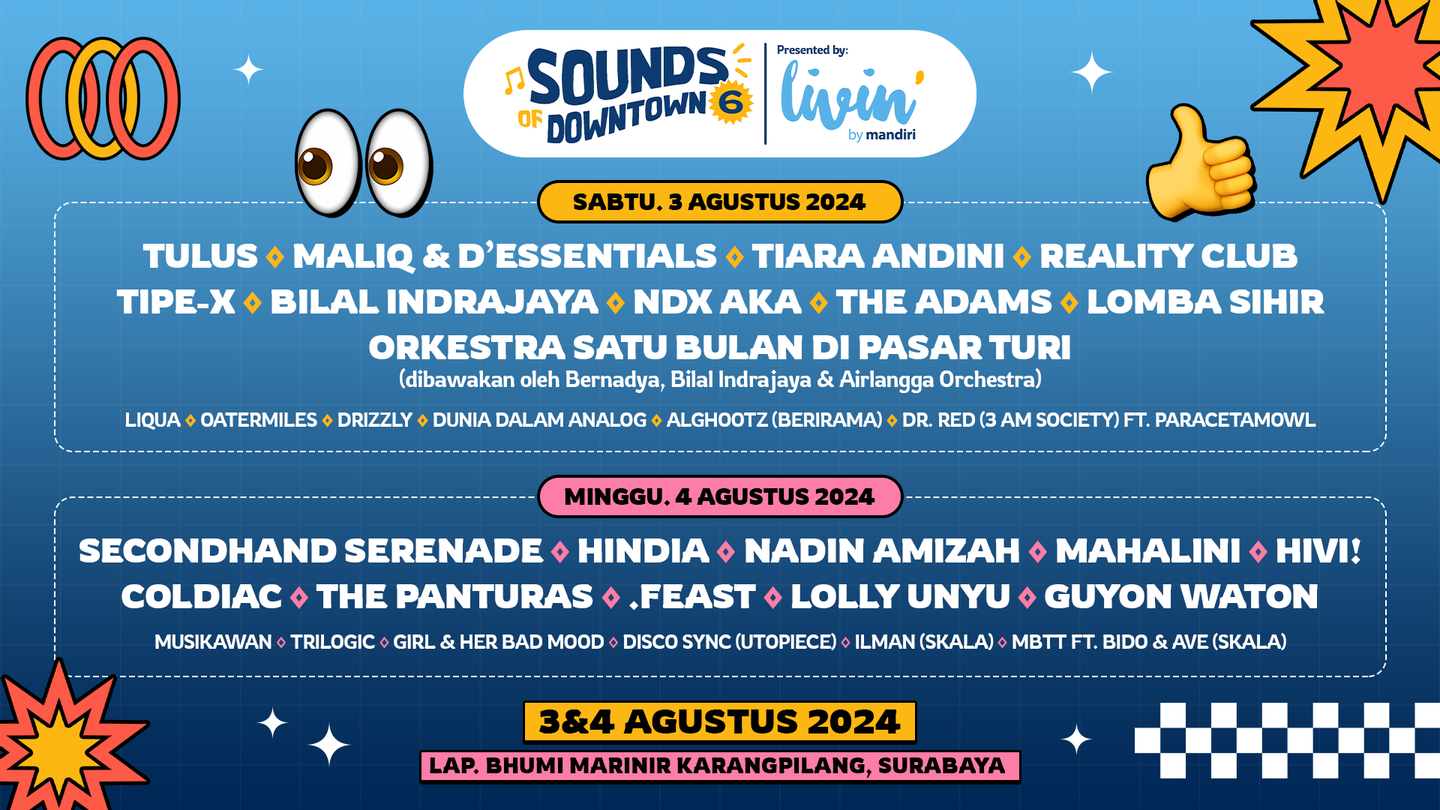 SOUNDS
OF DOWNTOWN 6
Presented by:
livin'
by mandiri
SABTU. 3 AGUSTUS 2024
TULUS ◊ MALIQ & D'ESSENTIALS ◊ TIARA ANDINI ◊ REALITY CLUB
TIPE-X ◊ BILAL INDRAJAYA ◊ NDX AKA ◊ THE ADAMS ◊ LOMBA SIHIR
ORKESTRA SATU BULAN DI PASAR TURI
(dibawakan oleh Bernadya, Bilal Indrajaya & Airlangga Orchestra)
LIQUA ◊ OATERMILES ◊ DRIZZLY ◊ DUNIA DALAM ANALOG ◊ ALGHOOTZ (BERIRAMA) ◊ DR. RED (3 AM SOCIETY) FT. PARACETAMOWL
MINGGU. 4 AGUSTUS 2024
SECONDHAND SERENADE ◊ HINDIA ◊ NADIN AMIZAH ◊ MAHALINI ◊ HIVI!
COLDIAC ◊ THE PANTURAS ◊ .FEAST ◊ LOLLY UNYU ◊ GUYON WATON
MUSIKAWAN ◊ TRILOGIC ◊ GIRL & HER BAD MOOD ◊ DISCO SYNC (UTOPIECE) ◊ ILMAN (SKALA) ◊ MBTT FT. BIDO & AVE (SKALA)
3&4 AGUSTUS 2024
LAP. BHUMI MARINIR KARANGPILANG, SURABAYA